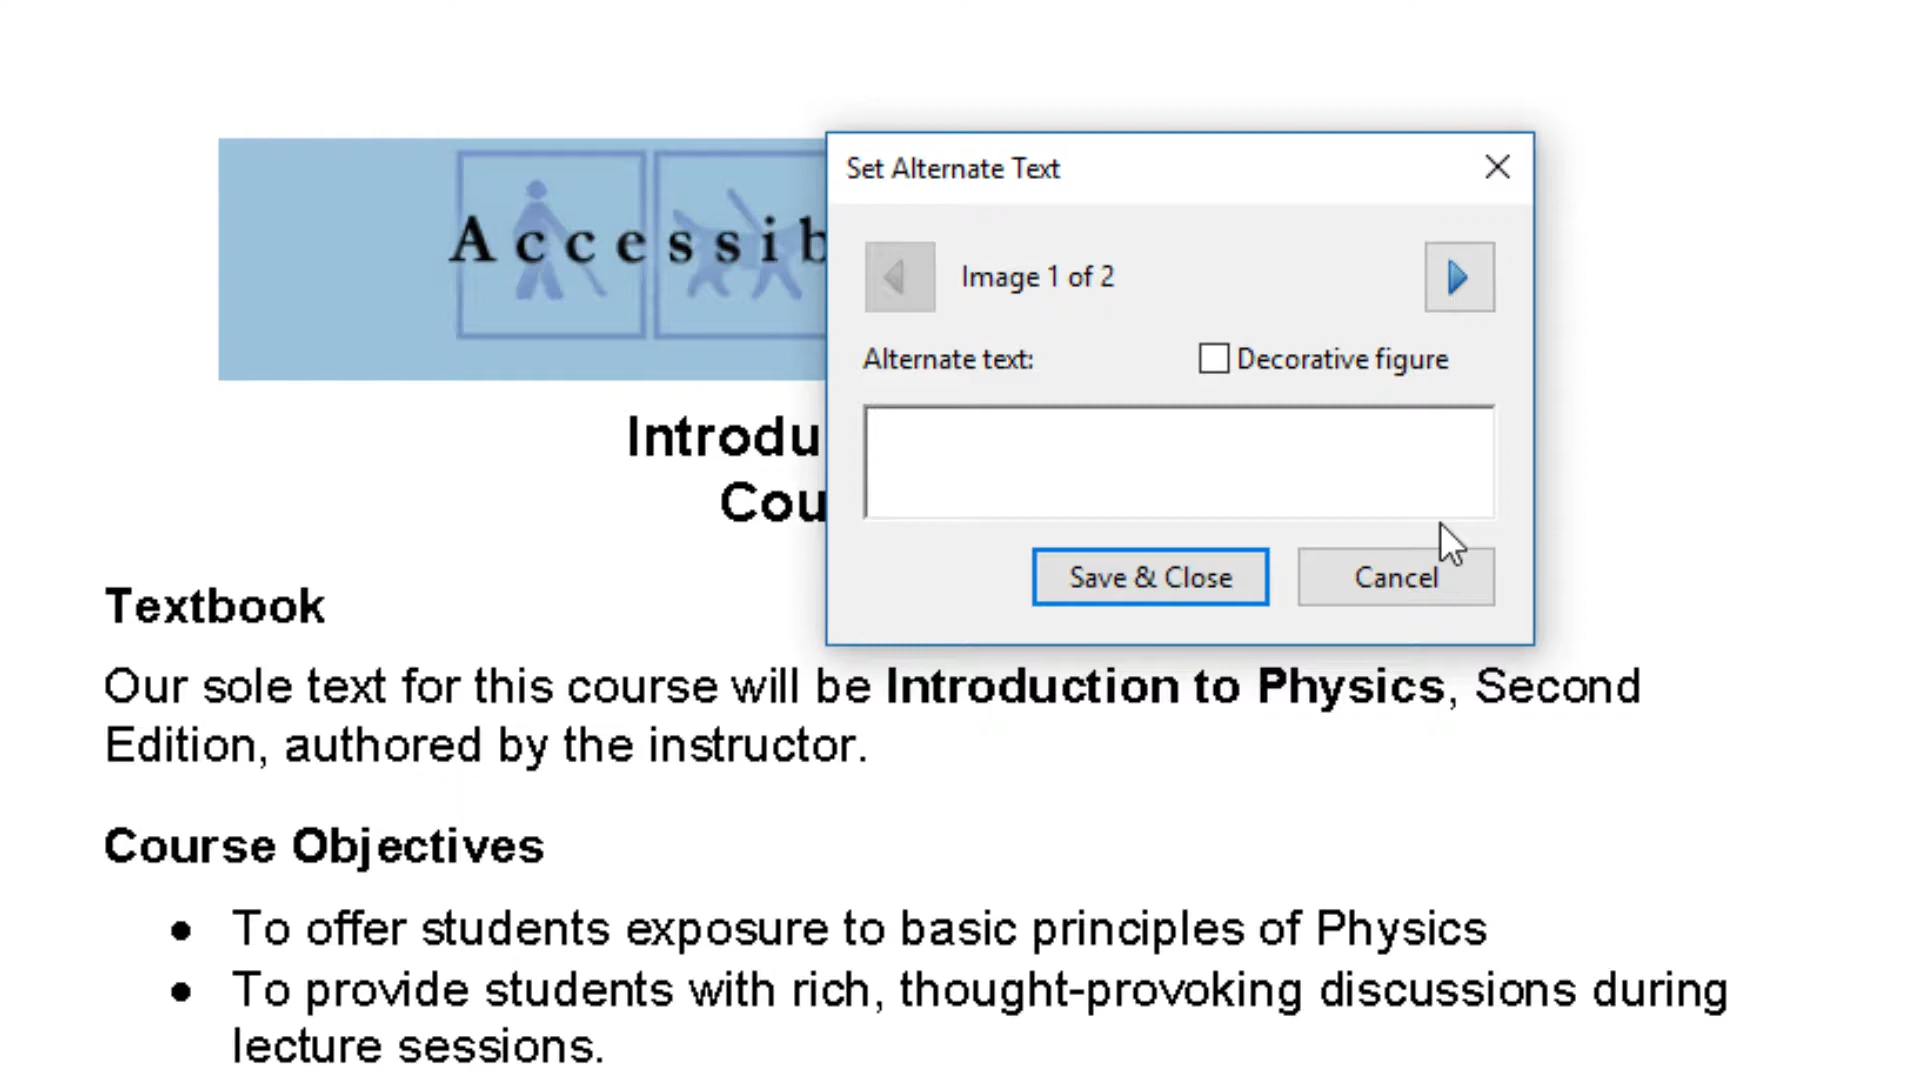 Accessib
Set Alternate Text
Image 1 of 2
Alternate text:
Decorative figure
Save & Close
Cancel
Introdu
Cou
Textbook
Our sole text for this course will be Introduction to Physics, Second
Edition, authored by the instructor.
Course Objectives
To offer students exposure to basic principles of Physics
To provide students with rich, thought-provoking discussions during
lecture sessions.